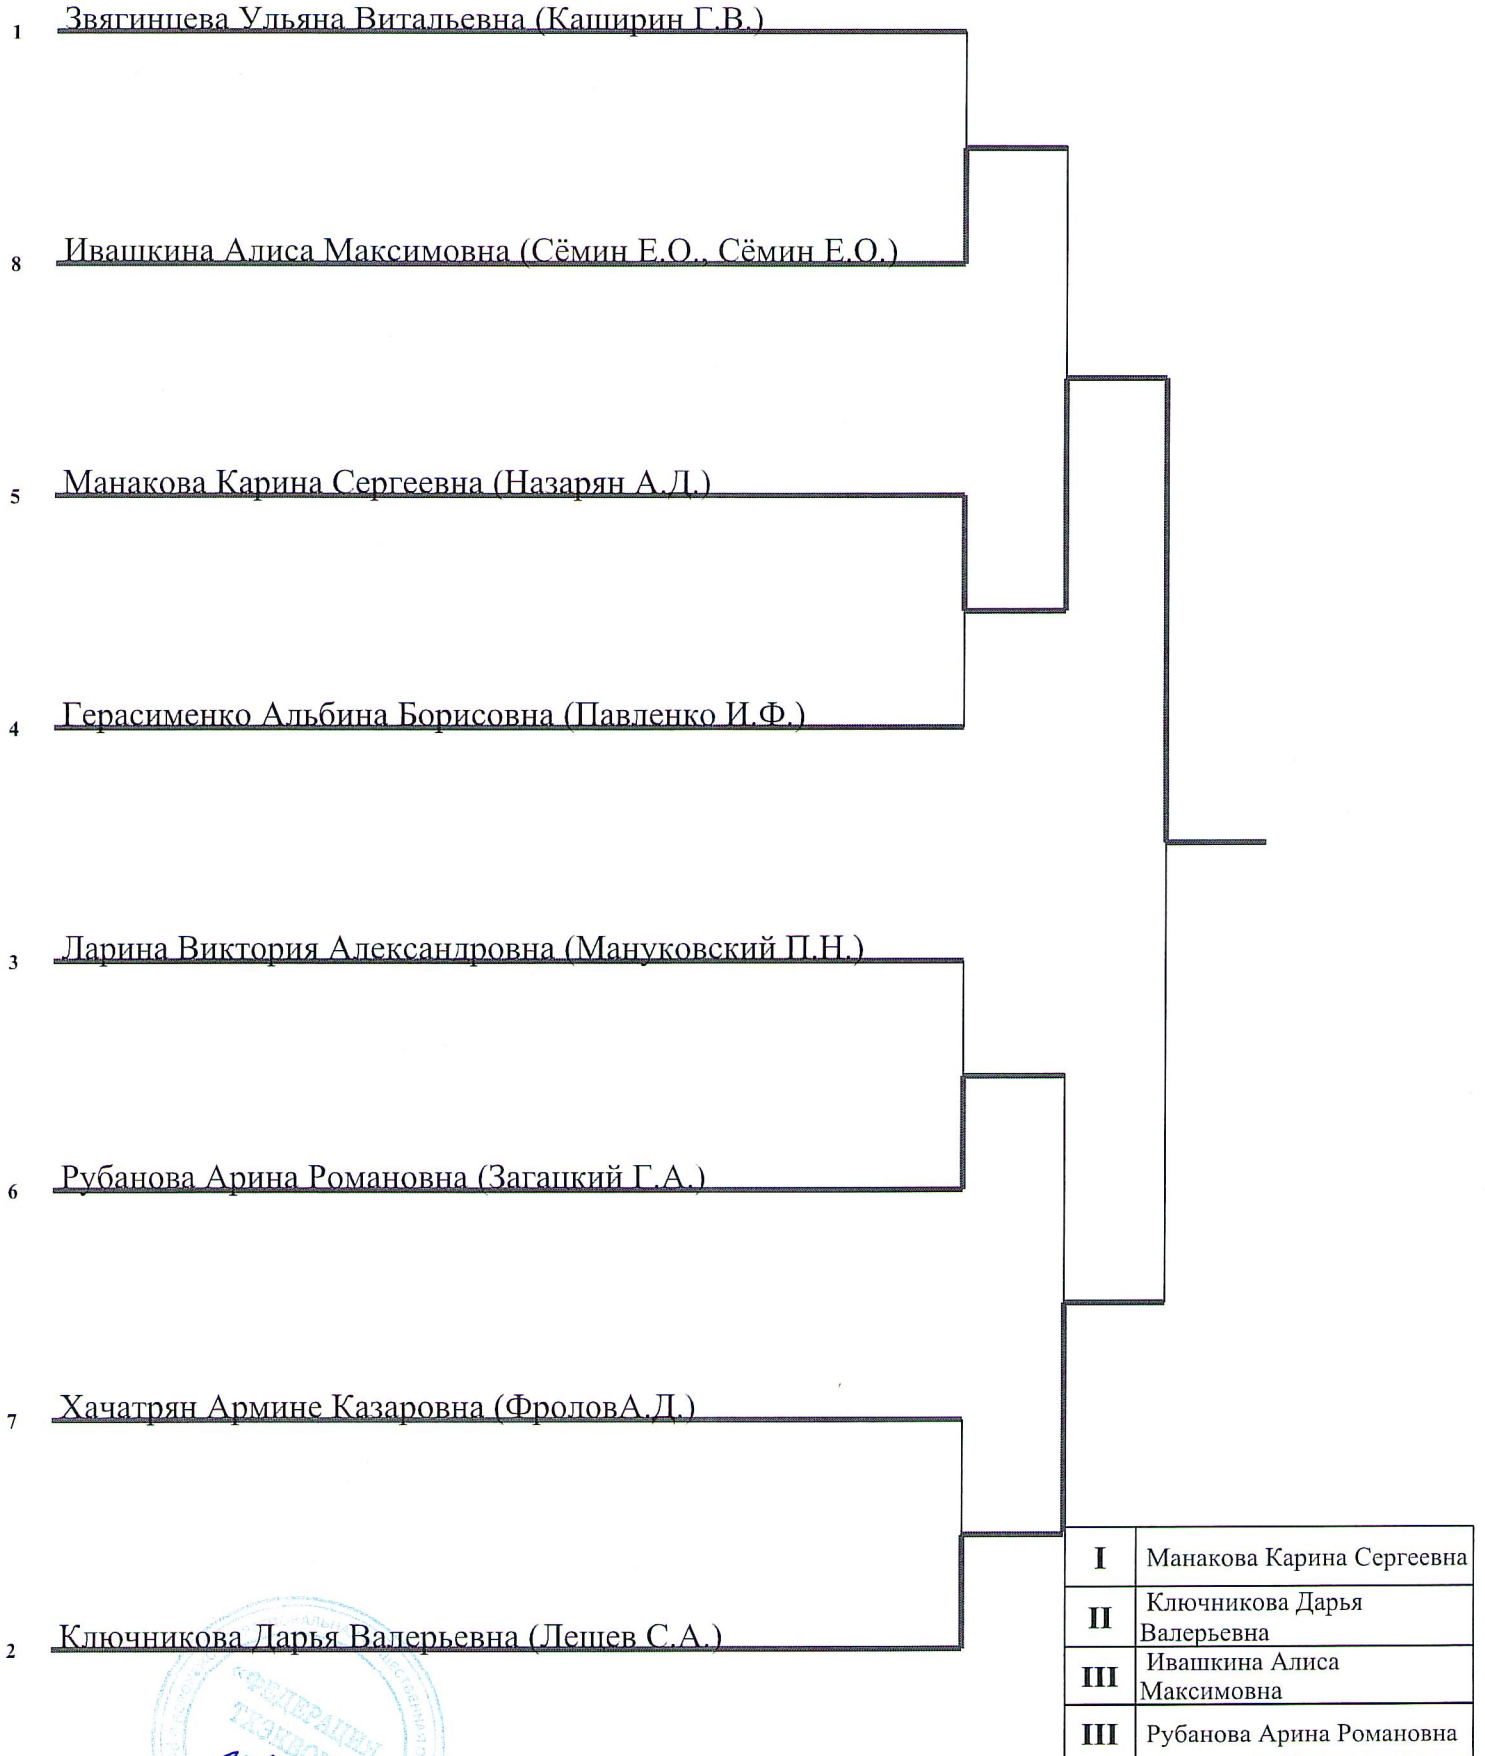 1 Звягинцева Ульяна Витальевна (Каширин Г.В.)
8 Ивашкина Алиса Максимовна (Сёмин Е.О., Сёмин Е.О.)
5 Манакова Карина Сергеевна (Назарян А.Д.)
4 Герасименко Альбина Борисовна (Павленко И.Ф.)
3 Ларина Виктория Александровна (Мануковский П.Н.)
6 Рубанова Арина Романовна (Загацкий Г.А.)
7 Хачатрян Армине Казаровна (ФроловА.Д.)
2 Ключникова Дарья Валерьевна (Лещев С.А.)
I Манакова Карина Сергеевна
II Ключникова Дарья
Валерьевна
III Ивашкина Алиса
Максимовна
III Рубанова Арина Романовна
«ФЕДЕРАЦИЯ